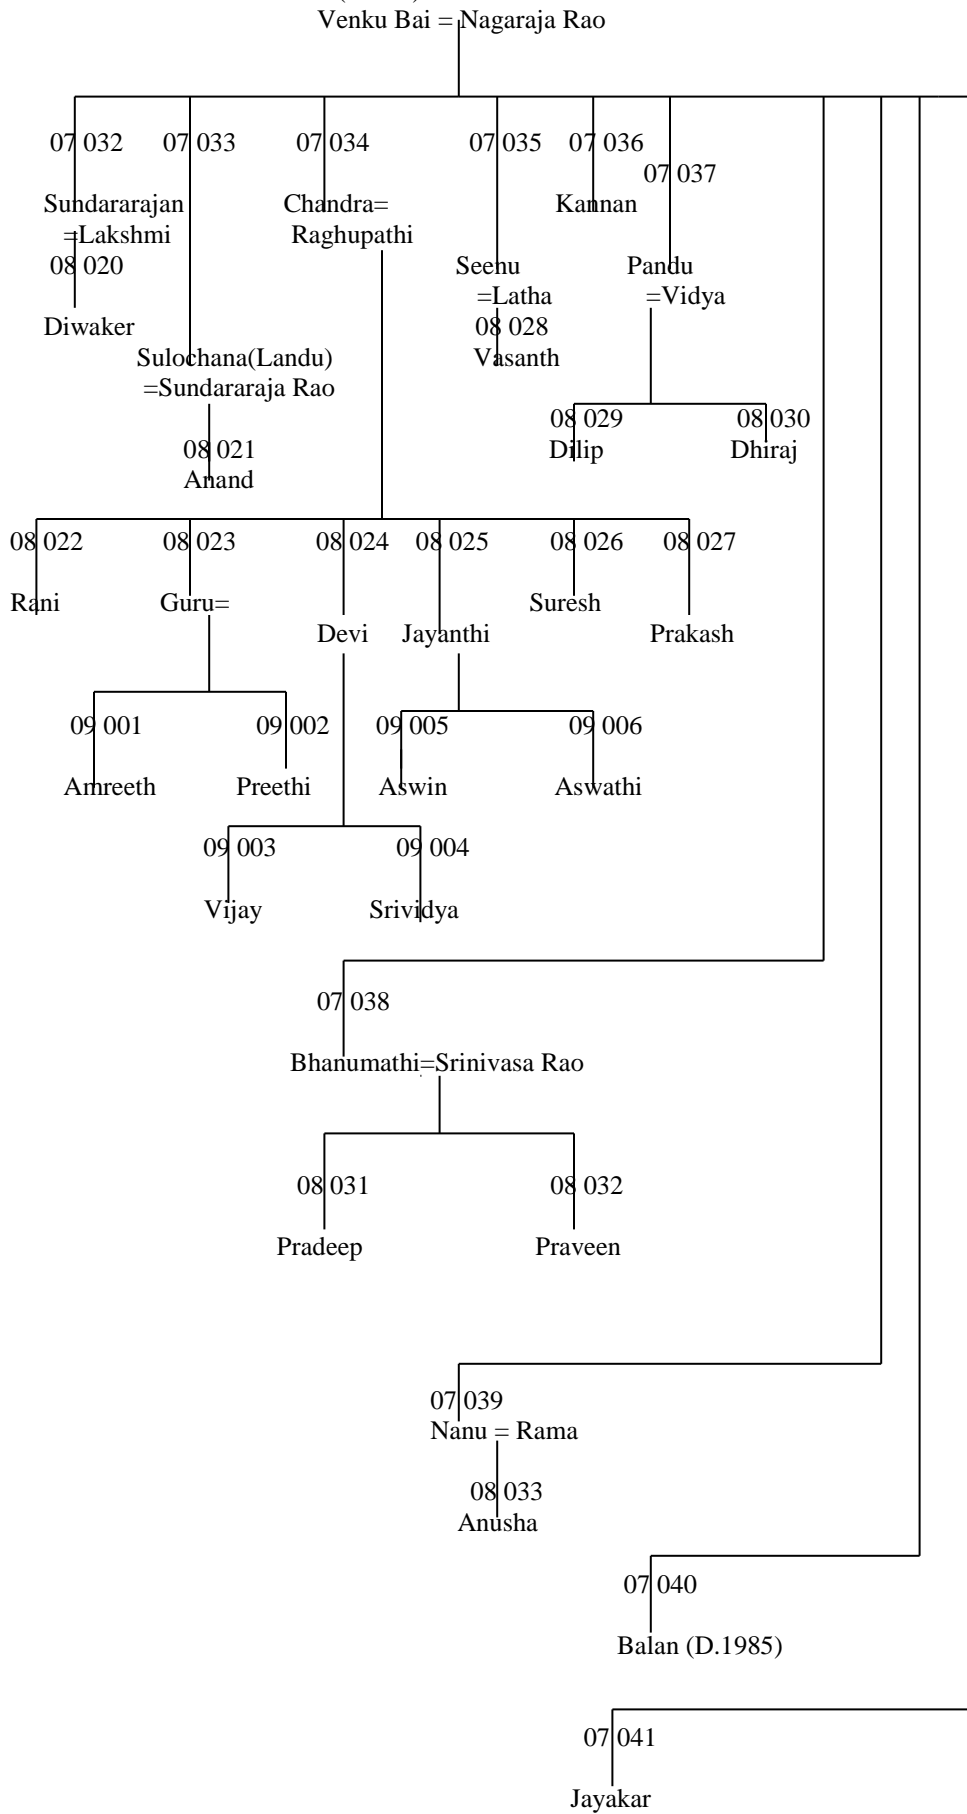 Venku Bai = Nagaraja Rao
07 032 07 033 07 034 07 035 07 036
07 037
Sundararajan Chandra= Kannan
=Lakshmi Raghupathi
08 020 Seenu Pandu
=Latha =Vidya
Diwaker 08 028
Sulochana(Landu) Vasanth
=Sundararaja Rao
08 029 08 030
08 021 Dilip Dhiraj
Anand
08 022 08 023 08 024 08 025 08 026 08 027
Rani Guru= Suresh
Devi Jayanthi Prakash
09 001 09 002 09 005 09 006
Amreeth Preethi Aswin Aswathi
09 003 09 004
Vijay Srividya
07 038
Bhanumathi=Srinivasa Rao
08 031 08 032
Pradeep Praveen
07 039
Nanu = Rama
08 033
Anusha
07 040
Balan (D.1985)
07 041
Jayakar